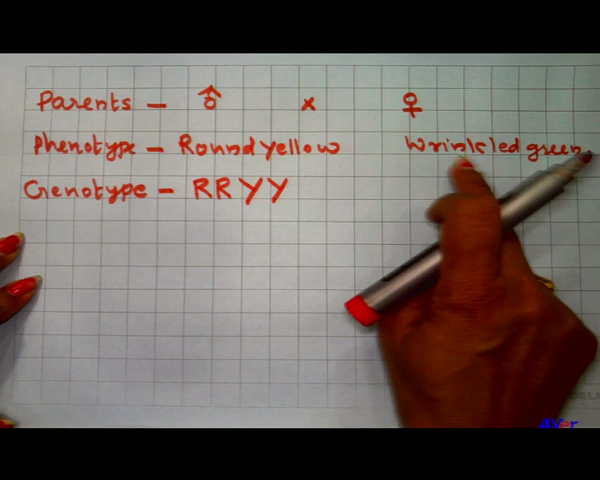 Parents - ♂ x ♀
Phenotype - Round yellow Wrinkled green
Genotype - RRYY